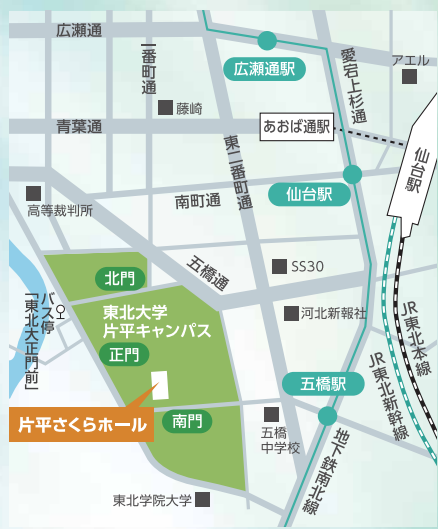 広瀬通
一番町通
広瀬通駅
愛宕上杉通
アエル
藤崎
青葉通
あおば通駅
東二番町通
仙台駅
仙台駅
南町通
高等裁判所
五橋通
SS30
北門
バス停
「東北大正門前」
東北大学
片平キャンパス
正門
河北新報社
JR東北本線
JR東北新幹線
五橋駅
片平さくらホール
南門
五橋
中学校
地下鉄南北線
東北学院大学